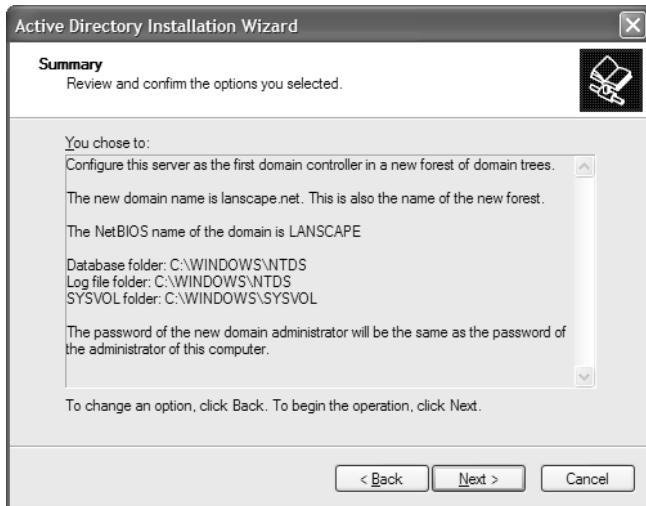 Active Directory Installation Wizard
Summary
Review and confirm the options you selected.
You chose to:
Configure this server as the first domain controller in a new forest of domain trees.
The new domain name is lanscape.net. This is also the name of the new forest.
The NetBIOS name of the domain is LANSCAPE
Database folder: C:\WINDOWS\NTDS
Log file folder: C:\WINDOWS\NTDS
SYSVOL folder: C:\WINDOWS\SYSVOL
The password of the new domain administrator will be the same as the password of
the administrator of this computer.
To change an option, click Back. To begin the operation, click Next.
< Back Next > Cancel